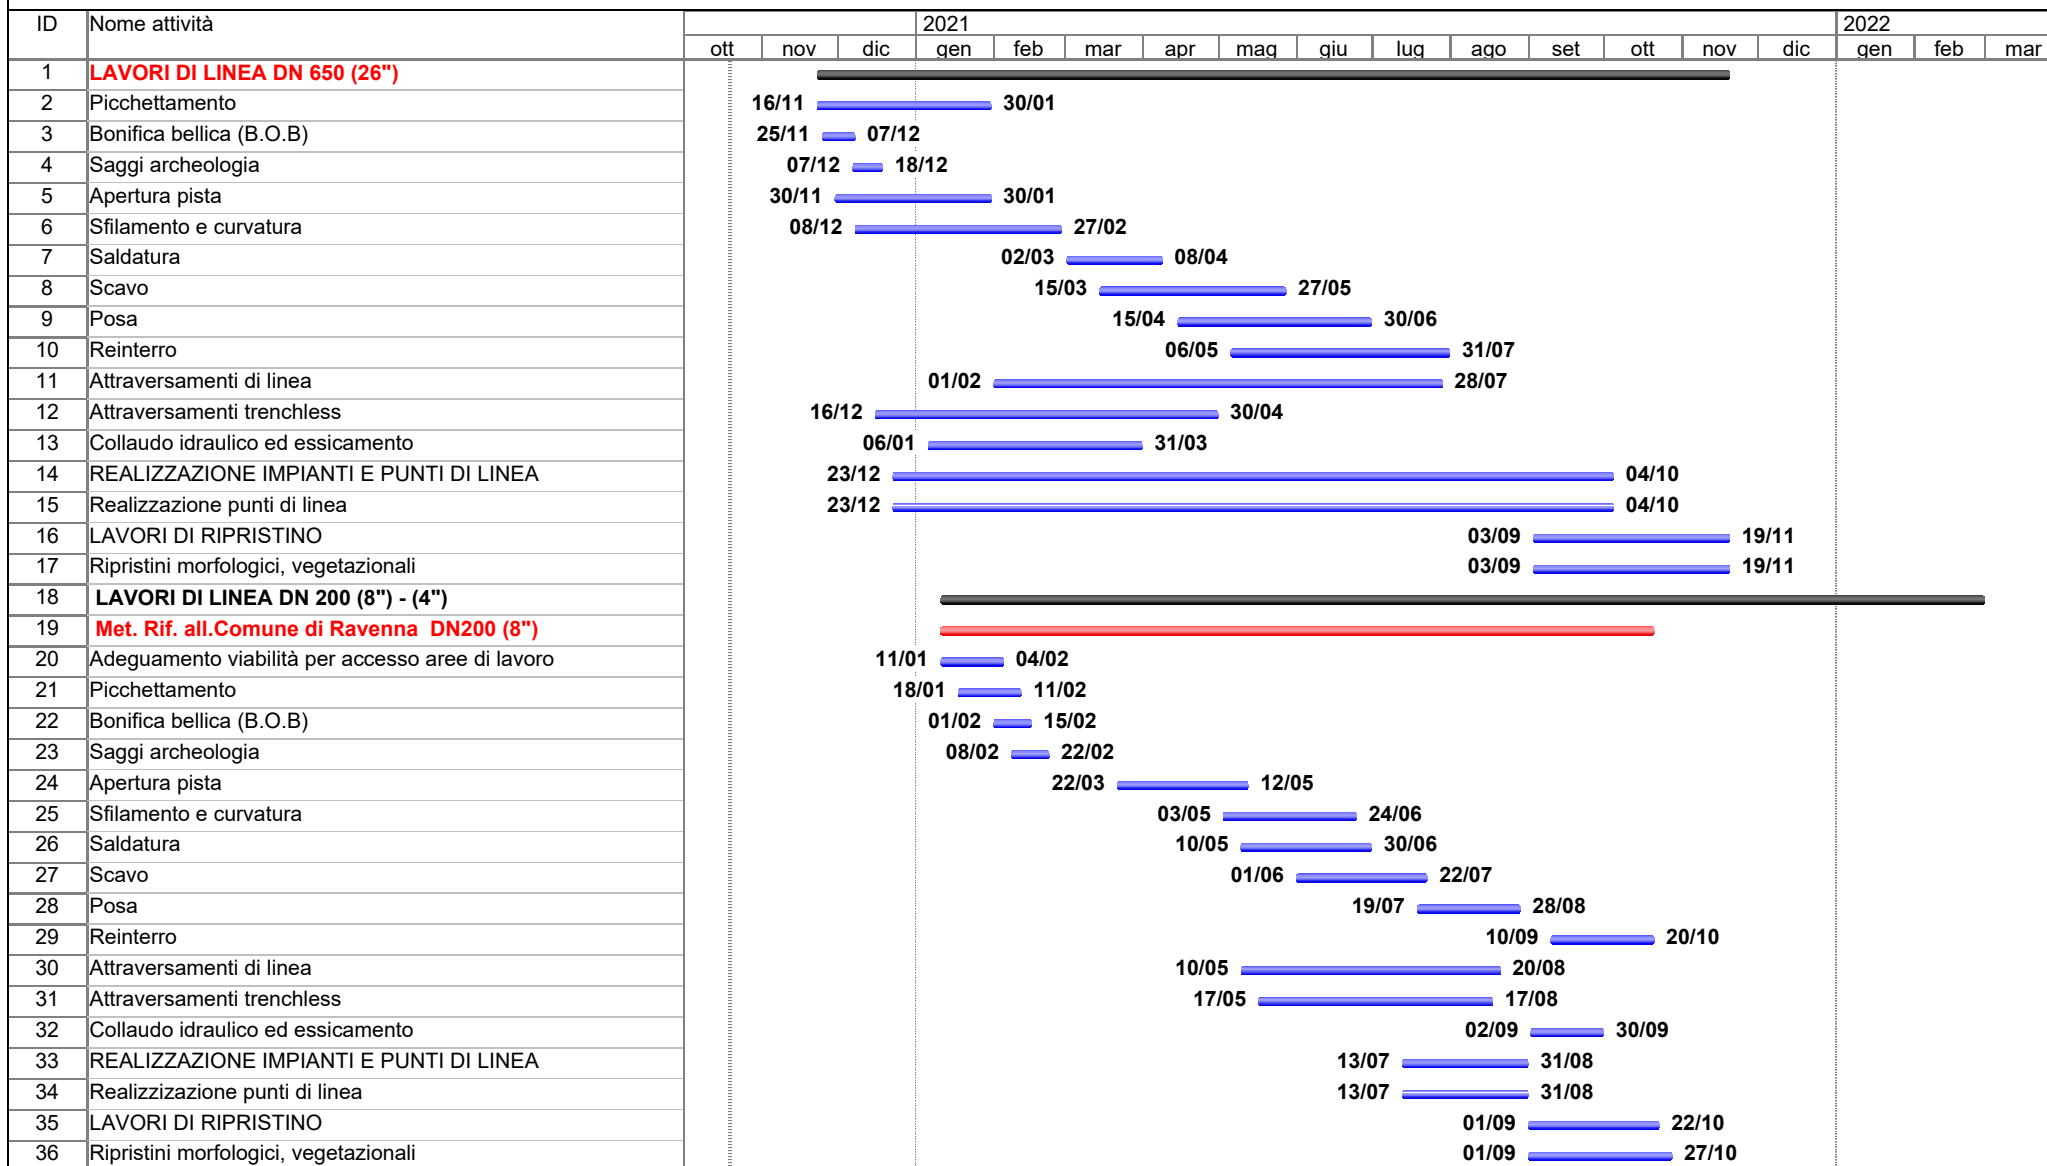 ID Nome attività 2021 2022
ott nov dic gen feb mar apr mag giu lug ago set ott nov dic gen feb mar
1 LAVORI DI LINEA DN 650 (26")
2 Picchettamento 16/11 30/01
3 Bonifica bellica (B.O.B) 25/11 07/12
4 Saggi archeologia 07/12 18/12
5 Apertura pista 30/11 30/01
6 Sfilamento e curvatura 08/12 27/02
7 Saldatura 02/03 08/04
8 Scavo 15/03 27/05
9 Posa 15/04 30/06
10 Reinterro 06/05 31/07
11 Attraversamenti di linea 01/02 28/07
12 Attraversamenti trenchless 16/12 30/04
13 Collaudo idraulico ed essicamento 06/01 31/03
14 REALIZZAZIONE IMPIANTI E PUNTI DI LINEA 23/12 04/10
15 Realizzazione punti di linea 23/12 04/10
16 LAVORI DI RIPRISTINO 03/09 19/11
17 Ripristini morfologici, vegetazionali 03/09 19/11
18 LAVORI DI LINEA DN 200 (8") - (4")
19 Met. Rif. all.Comune di Ravenna DN200 (8")
20 Adeguamento viabilità per accesso aree di lavoro 11/01 04/02
21 Picchettamento 18/01 11/02
22 Bonifica bellica (B.O.B) 01/02 15/02
23 Saggi archeologia 08/02 22/02
24 Apertura pista 22/03 12/05
25 Sfilamento e curvatura 03/05 24/06
26 Saldatura 10/05 30/06
27 Scavo 01/06 22/07
28 Posa 19/07 28/08
29 Reinterro 10/09 20/10
30 Attraversamenti di linea 10/05 20/08
31 Attraversamenti trenchless 17/05 17/08
32 Collaudo idraulico ed essicamento 02/09 30/09
33 REALIZZAZIONE IMPIANTI E PUNTI DI LINEA 13/07 31/08
34 Realizzizazione punti di linea 13/07 31/08
35 LAVORI DI RIPRISTINO 01/09 22/10
36 Ripristini morfologici, vegetazionali 01/09 27/10